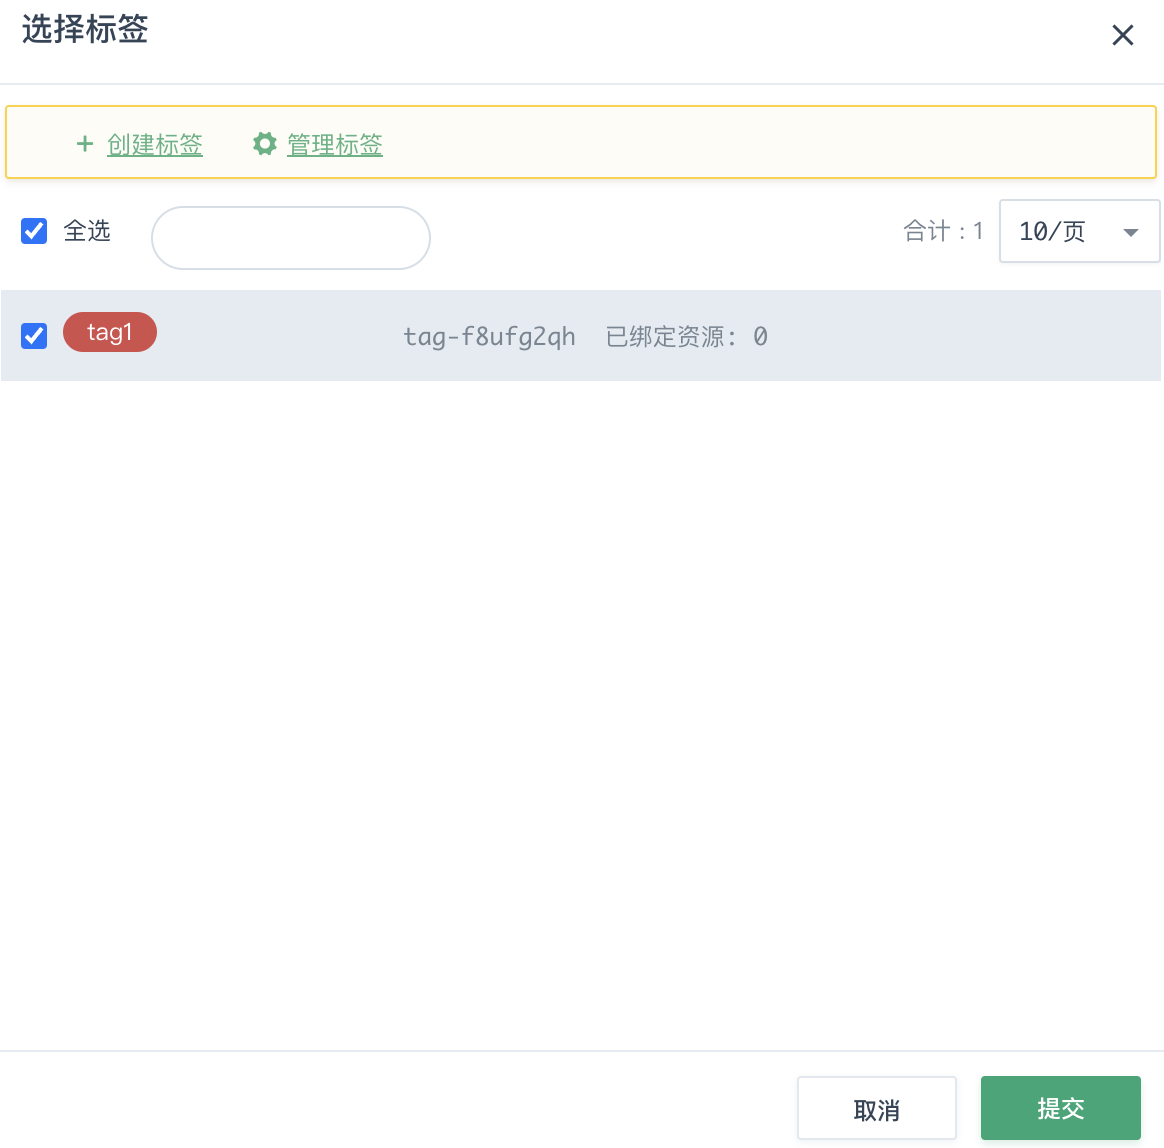 选择标签
+ 创建标签 管理标签
全选 合计 : 1 10/页
tag1 tag-f8ufg2qh 已绑定资源: 0
取消 提交